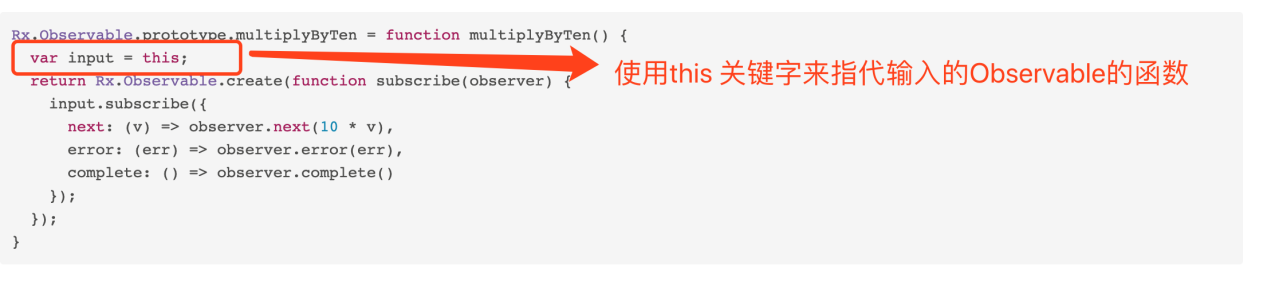 Rx.Observable.prototype.multiplyByTen = function multiplyByTen() {
var input = this;
使用this 关键字来指代输入的Observable的函数
return Rx.Observable.create(function subscribe(observer) {
input.subscribe({
next: (v) => observer.next(10 * v),
error: (err) => observer.error(err),
complete: () => observer.complete()
});
});
}